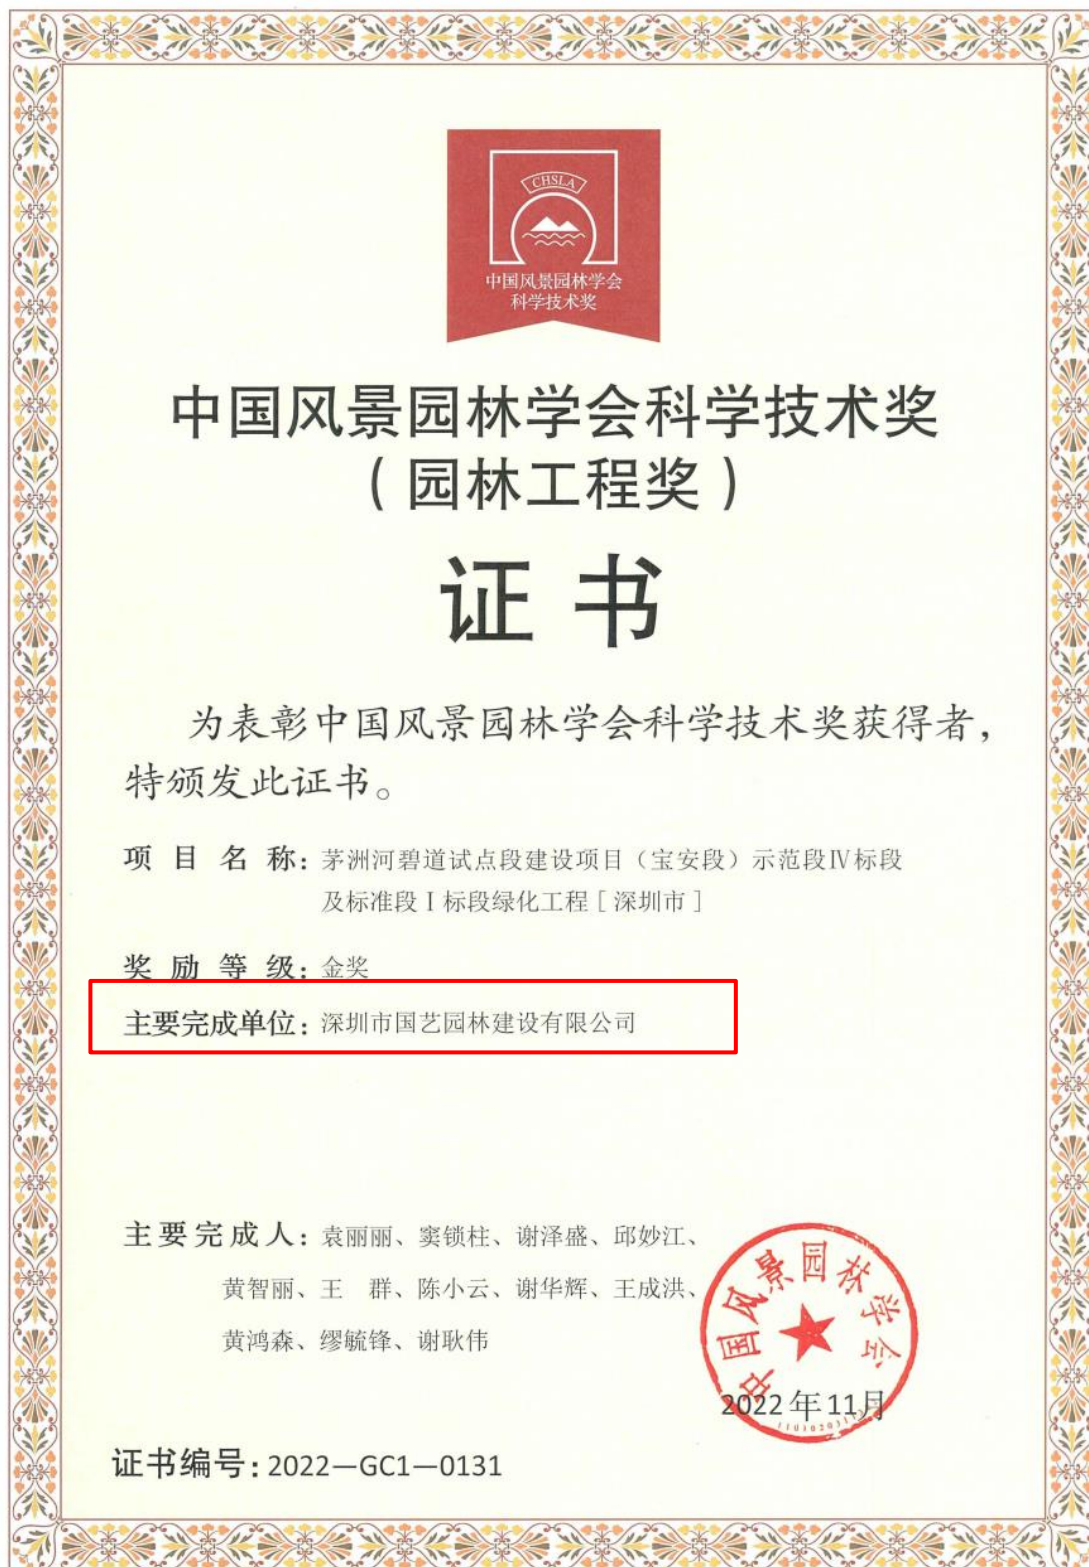 CHSLA
中国风景园林学会
科学技术奖
中国风景园林学会科学技术奖
（园林工程奖）
证书
为表彰中国风景园林学会科学技术奖获得者，
特颁发此证书。
项目名称：茅洲河碧道试点段建设项目（宝安段）示范段Ⅳ标段
及标准段Ⅰ标段绿化工程［深圳市］
奖励等级：金奖
主要完成单位：深圳市国艺园林建设有限公司
主要完成人：袁丽丽、窦锁柱、谢泽盛、邱妙江、
黄智丽、王 群、陈小云、谢华辉、王成洪、
黄鸿森、缪毓锋、谢耿伟
中国风景园林学会
2022年11月
证书编号：2022—GC1—0131